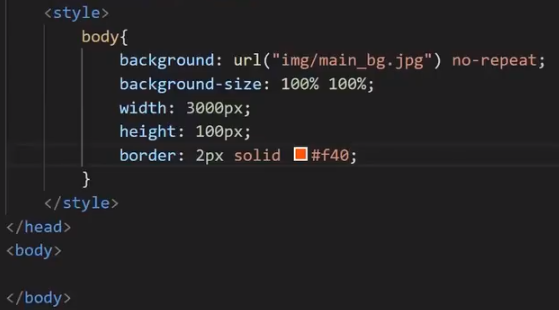 <style>
body{
background: url("img/main_bg.jpg") no-repeat;
background-size: 100% 100%;
width: 3000px;
height: 100px;
border: 2px solid #f40;
}
</style>
</head>
<body>
</body>